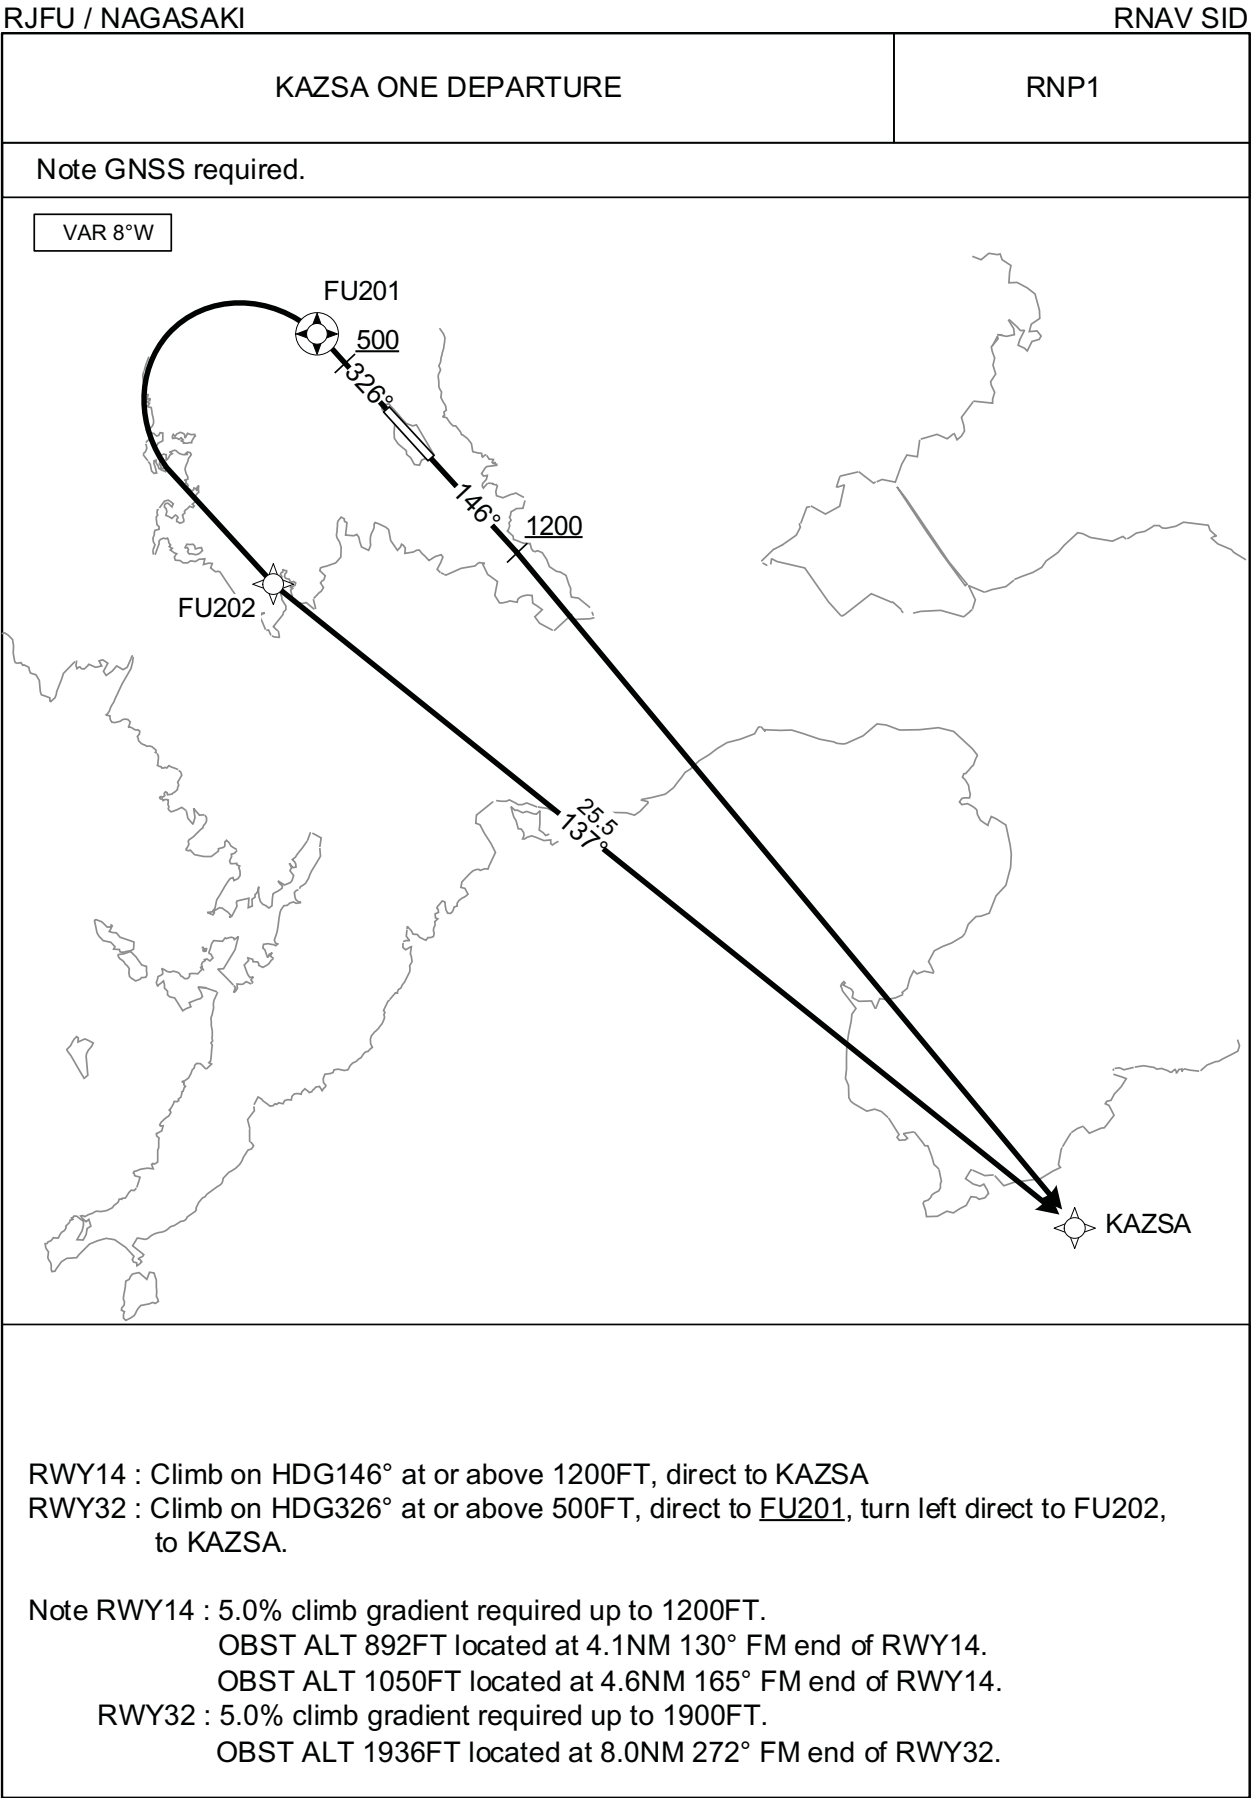 RJFU / NAGASAKI
RNAV SID
KAZSA ONE DEPARTURE
RNP1
Note GNSS required.
VAR 8°W
FU201
500
326°
146°
1200
FU202
25.5
137°
KAZSA
RWY14 : Climb on HDG146° at or above 1200FT, direct to KAZSA
RWY32 : Climb on HDG326° at or above 500FT, direct to FU201, turn left direct to FU202,
to KAZSA.
Note RWY14 : 5.0% climb gradient required up to 1200FT.
OBST ALT 892FT located at 4.1NM 130° FM end of RWY14.
OBST ALT 1050FT located at 4.6NM 165° FM end of RWY14.
RWY32 : 5.0% climb gradient required up to 1900FT.
OBST ALT 1936FT located at 8.0NM 272° FM end of RWY32.